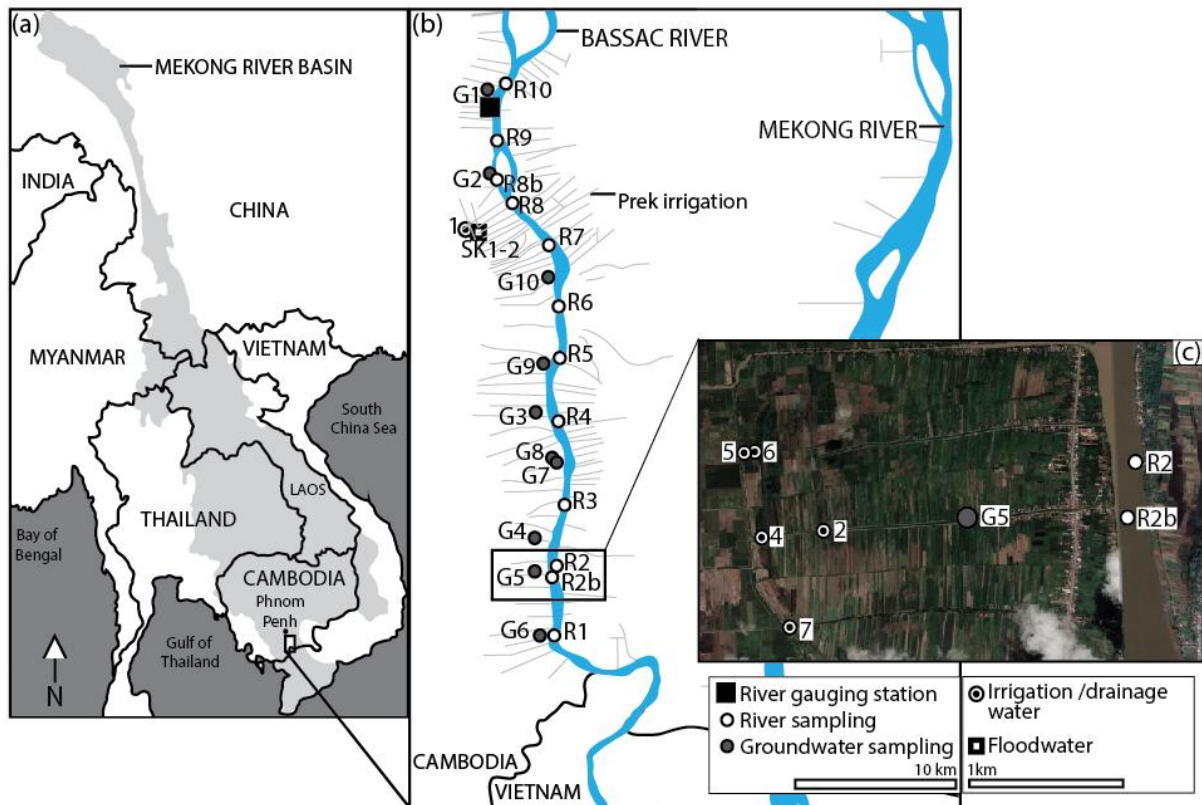 (a)
MEKONG RIVER BASIN
INDIA
CHINA
MYANMAR
VIETNAM
South
China Sea
LAOS
THAILAND
Bay of
Bengal
CAMBODIA
Phnom
Penh
Gulf of
Thailand
N
(b)
BASSAC RIVER
MEKONG RIVER
G1
R10
R9
G2
R8b
R8
Prek irrigation
1
SK1-2
R7
G10
R6
R5
G9
G3
R4
G8
G7
R3
G4
G5
R2
R2b
G6
R1
CAMBODIA
VIETNAM
(c)
5
6
R2
G5
R2b
4
2
7
River gauging station
River sampling
Groundwater sampling
10 km
Irrigation /drainage
water
Floodwater
1km